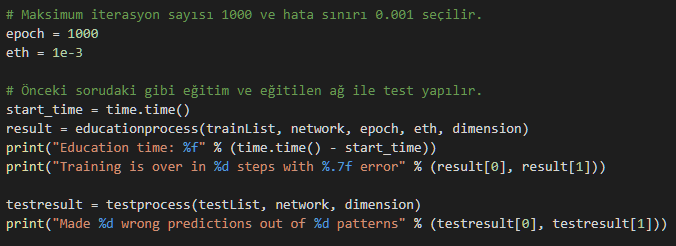 # Maksimum iterasyon sayısı 1000 ve hata sınırı 0.001 seçilir.
epoch = 1000
eth = 1e-3
# Önceki sorudaki gibi eğitim ve eğitilen ağ ile test yapılır.
start_time = time.time()
result = educationprocess(trainList, network, epoch, eth, dimension)
print("Education time: %f" % (time.time() - start_time))
print("Training is over in %d steps with %.7f error" % (result[0], result[1]))
testresult = testprocess(testList, network, dimension)
print("Made %d wrong predictions out of %d patterns" % (testresult[0], testresult[1]))